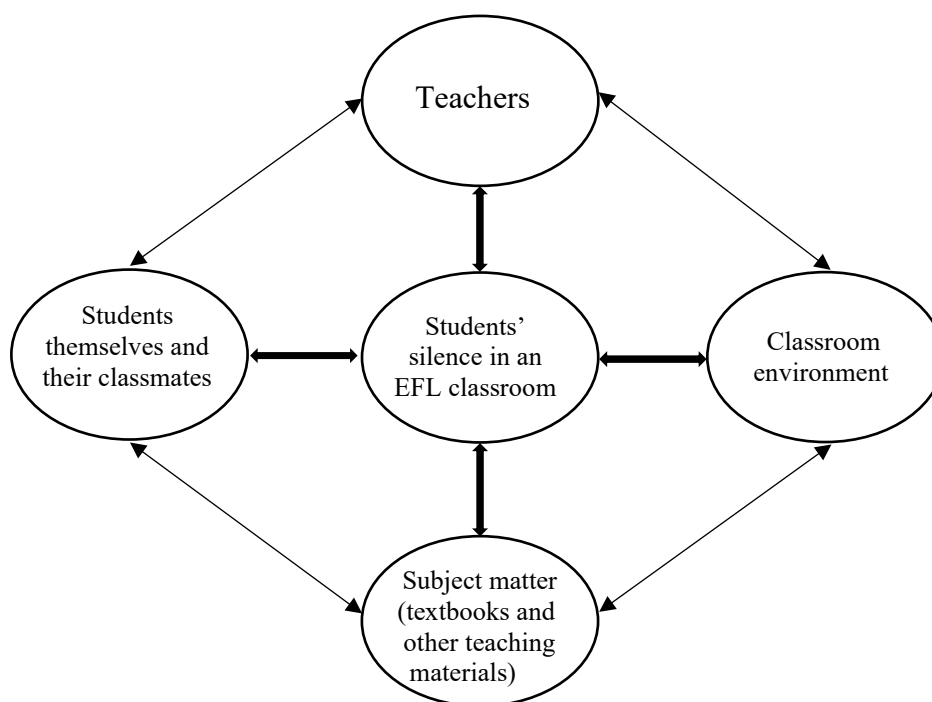 Teachers
Students
themselves and
their classmates
Students’
silence in an
EFL classroom
Classroom
environment
Subject matter
(textbooks and
other teaching
materials)